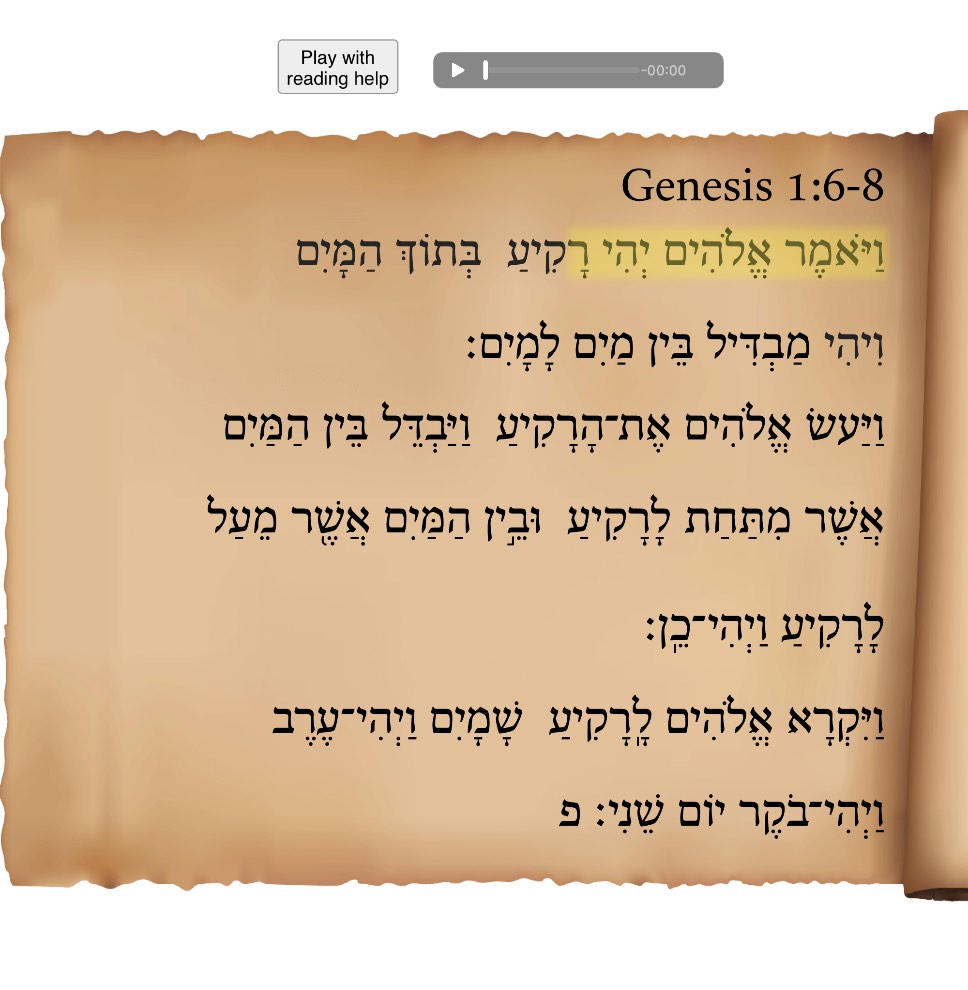 Play with
reading help
-00:00
Genesis 1:6-8
וַיֹּאמֶר אֱלֹהִים יְהִי רָקִיעַ בְּתוֹךְ הַמָּיִם
וִיהִי מַבְדִּיל בֵּין מַיִם לָמָיִם׃
וַיַּעשׂ אֱלֹהִים אֶת־הָרָקִיעַ וַיַּבְדֵּל בֵּין הַמַּיִם
אֲשֶׁר מִתַּחַת לָרָקִיעַ וּבֵ֣ין הַמַּיִם אֲשֶׁ֖ר מֵעַל
לָרָקִיעַ וַיְהִי־כֵֽן׃
וַיִּקְרָא אֱלֹהִים לָֽרָקִיעַ שָׁמָיִם וַיְהִי־עֶרֶב
וַיְהִי־בֹקֶר יוֹם שֵׁנִי׃ פ